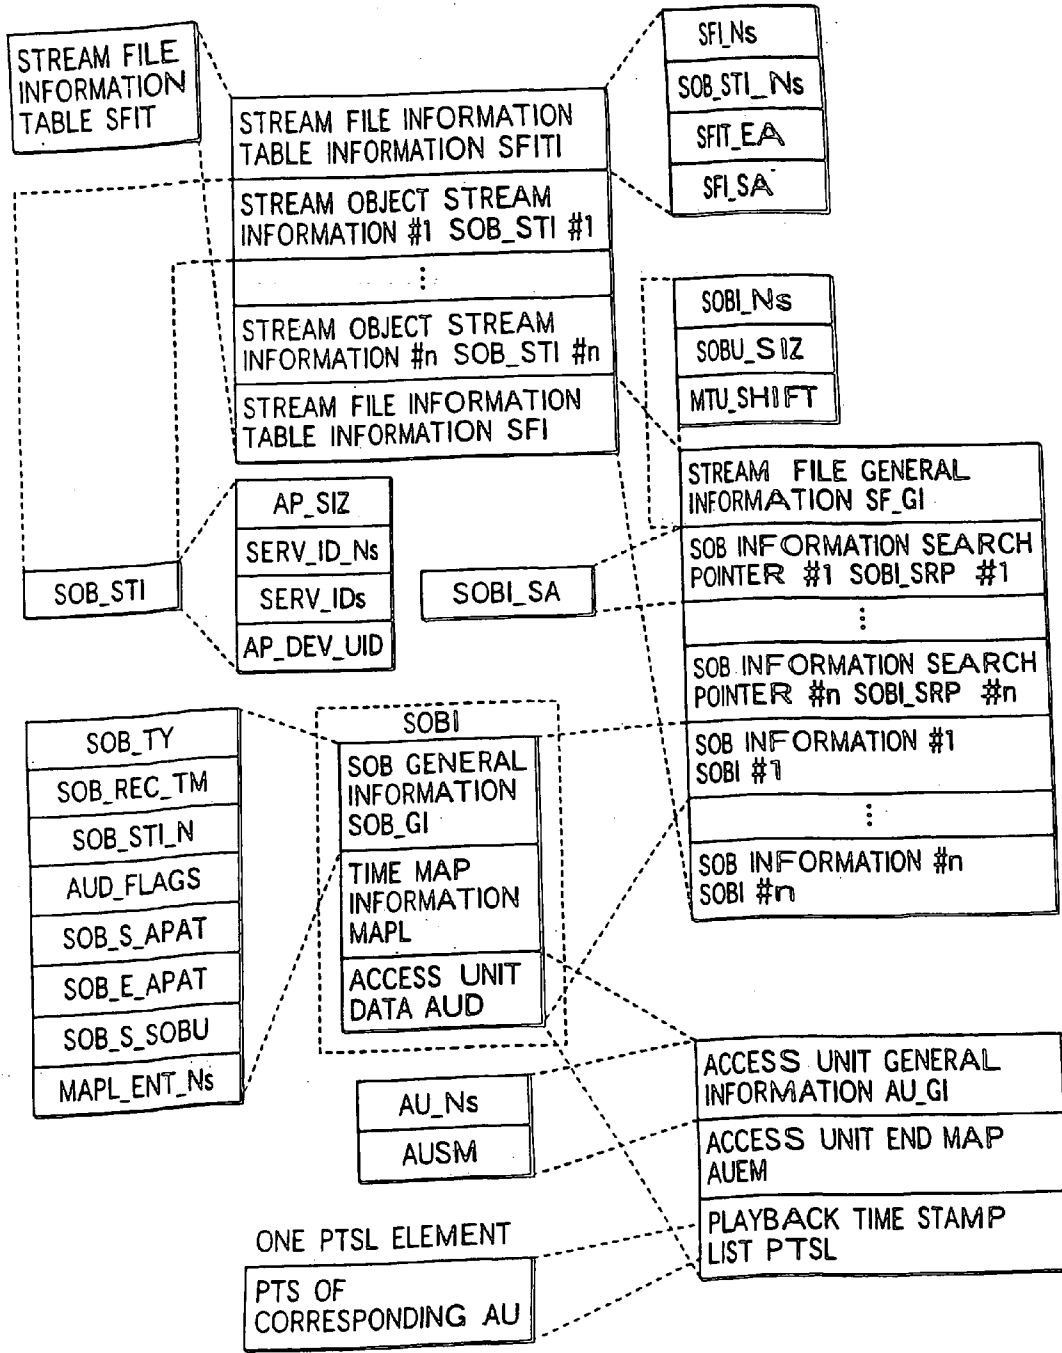 STREAM FILE
INFORMATION
TABLE SFIT
STREAM FILE INFORMATION
TABLE INFORMATION SFITI
STREAM OBJECT STREAM
INFORMATION #1 SOB_STI #1
⋮
STREAM OBJECT STREAM
INFORMATION #n SOB_STI #n
STREAM FILE INFORMATION
TABLE INFORMATION SFI
SFI_Ns
SOB_STI_Ns
SFIT_EA
SFI_SA
SOBI_Ns
SOBU_SIZ
MTU_SHIFT
STREAM FILE GENERAL
INFORMATION SF_GI
SOB INFORMATION SEARCH
POINTER #1 SOBI_SRP #1
⋮
SOB INFORMATION SEARCH
POINTER #n SOBI_SRP #n
SOB INFORMATION #1
SOBI #1
⋮
SOB INFORMATION #n
SOBI #n
AP_SIZ
SERV_ID_Ns
SERV_IDs
AP_DEV_UID
SOB_STI
SOBI_SA
SOB_TY
SOB_REC_TM
SOB_STI_N
AUD_FLAGS
SOB_S_APAT
SOB_E_APAT
SOB_S_SOBU
MAPL_ENT_Ns
SOBI
SOB GENERAL
INFORMATION
SOB_GI
TIME MAP
INFORMATION
MAPL
ACCESS UNIT
DATA AUD
AU_Ns
AUSM
ACCESS UNIT GENERAL
INFORMATION AU_GI
ACCESS UNIT END MAP
AUEM
PLAYBACK TIME STAMP
LIST PTSL
ONE PTSL ELEMENT
PTS OF
CORRESPONDING AU